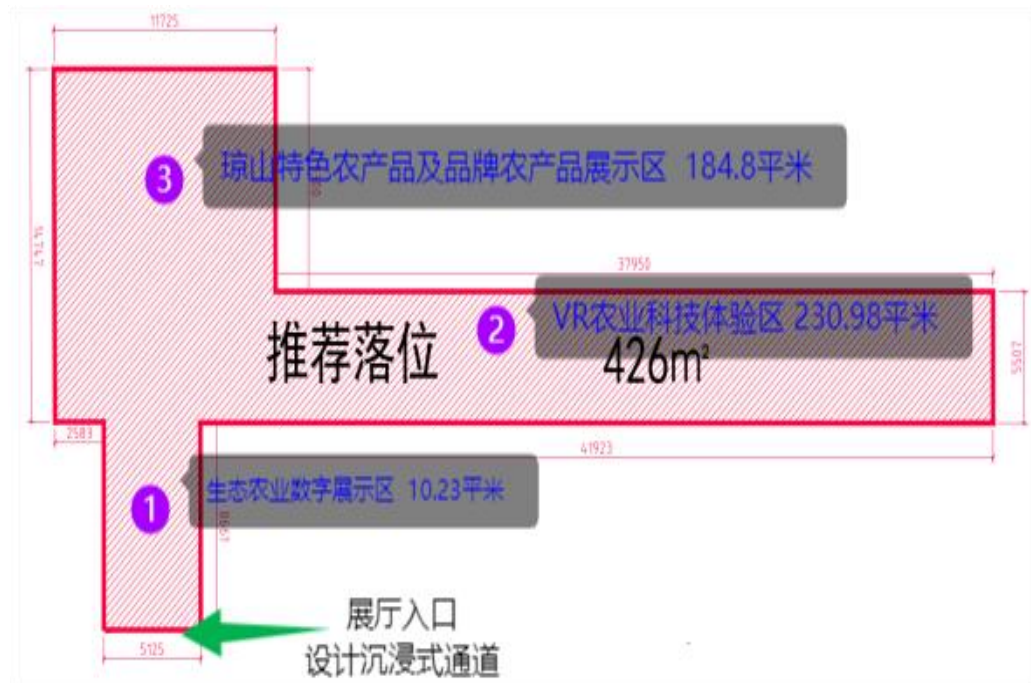 11725
3
琼山特色农产品及品牌农产品展示区 184.8平米
37950
2
VR农业科技体验区 230.98平米
推荐落位
426m²
5507
2583
41923
1
生态农业数字展示区 10.23平米
展厅入口
5125
设计沉浸式通道